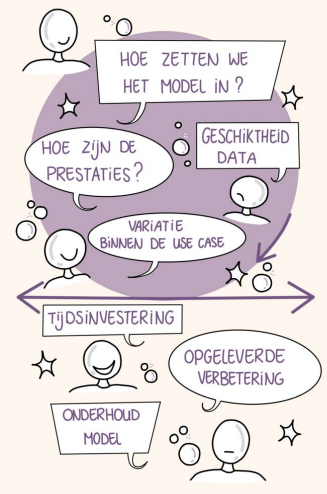 HOE ZETTEN WE
HET MODEL IN?
HOE ZIJN DE
PRESTATIES?
GESCHIKTHEID
DATA
VARIATIE
BINNEN DE USE CASE
TIJDSINVESTERING
OPGELEVERDE
VERBETERING
ONDERHOUD
MODEL